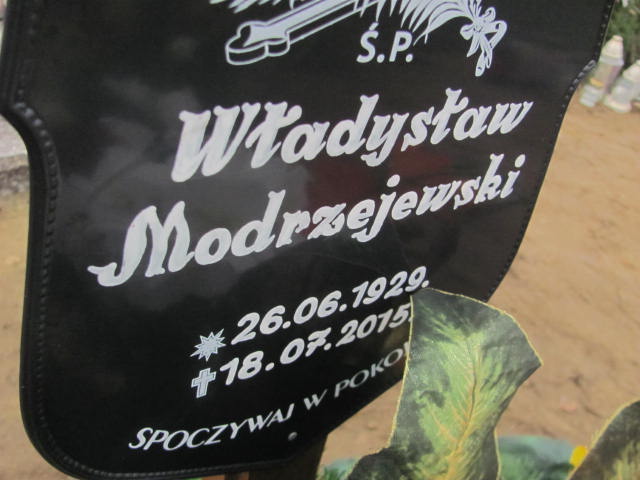 Ś.P.
Władysław
Modrzejewski
26.06.1929.
18.07.2015
SPOCZYWAJ W